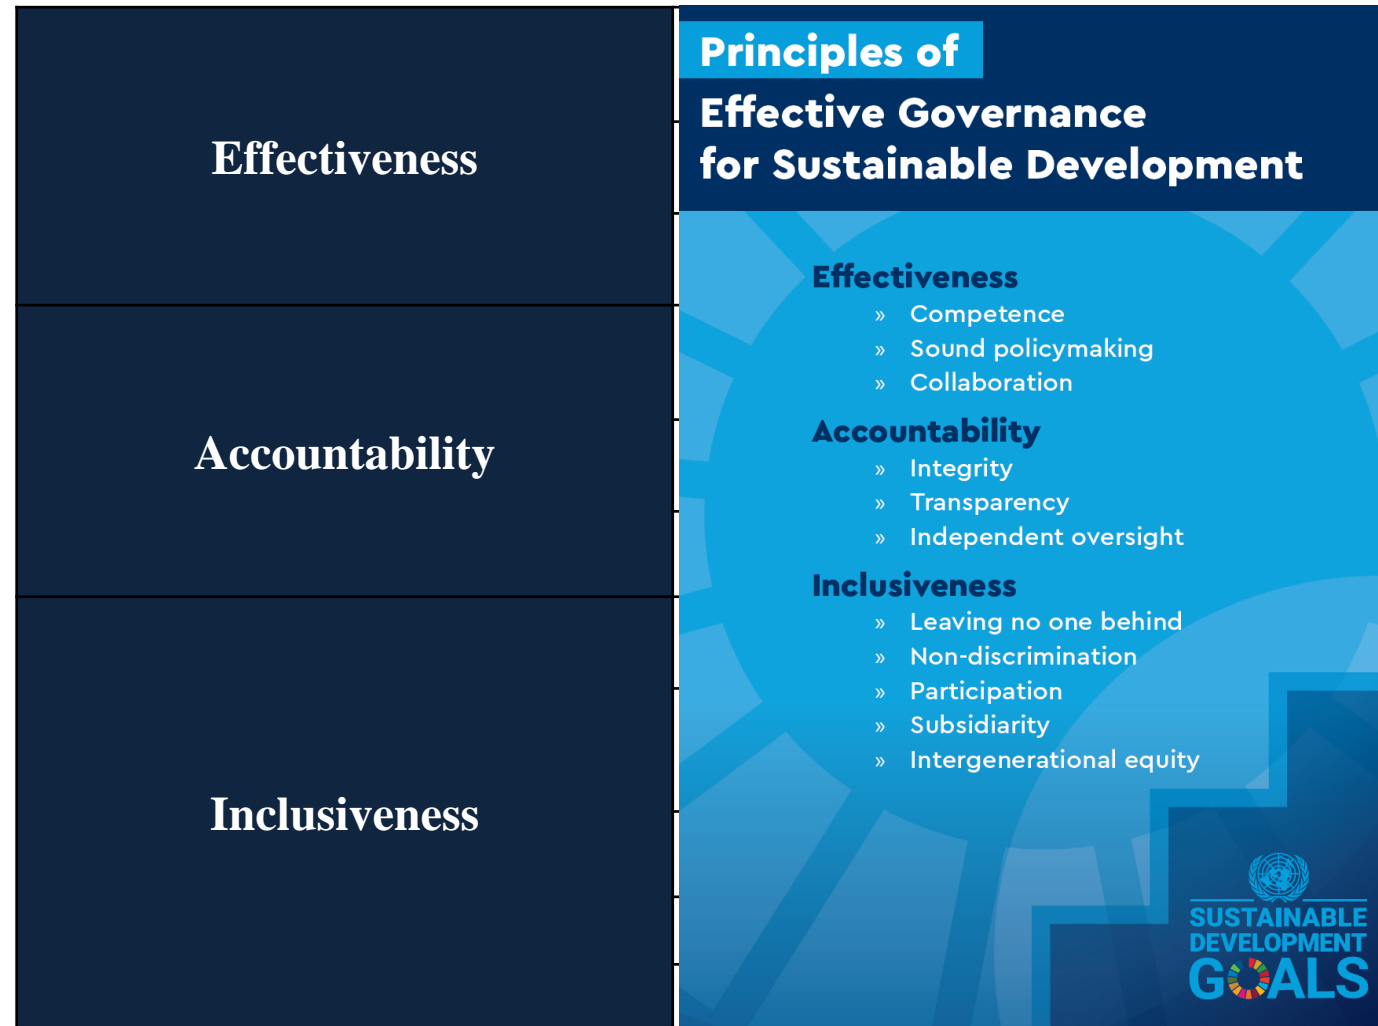 Effectiveness
Accountability
Inclusiveness
Principles of
Effective Governance
for Sustainable Development
Effectiveness
» Competence
» Sound policymaking
» Collaboration
Accountability
» Integrity
» Transparency
» Independent oversight
Inclusiveness
» Leaving no one behind
» Non-discrimination
» Participation
» Subsidiarity
» Intergenerational equity
SUSTAINABLE
DEVELOPMENT
GOALS